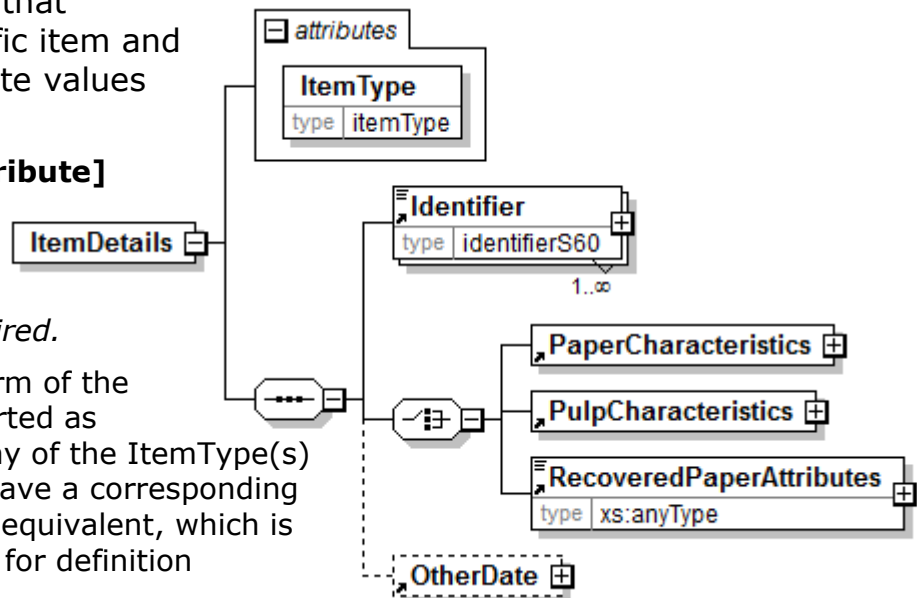 that
fic item and
te values
ribute]
ired.
rm of the
rted as
ny of the ItemType(s)
ave a corresponding
equivalent, which is
for definition
attributes
ItemType
type itemType
ItemDetails
Identifier
type identifierS60
1..∞
PaperCharacteristics
PulpCharacteristics
RecoveredPaperAttributes
type xs:anyType
OtherDate